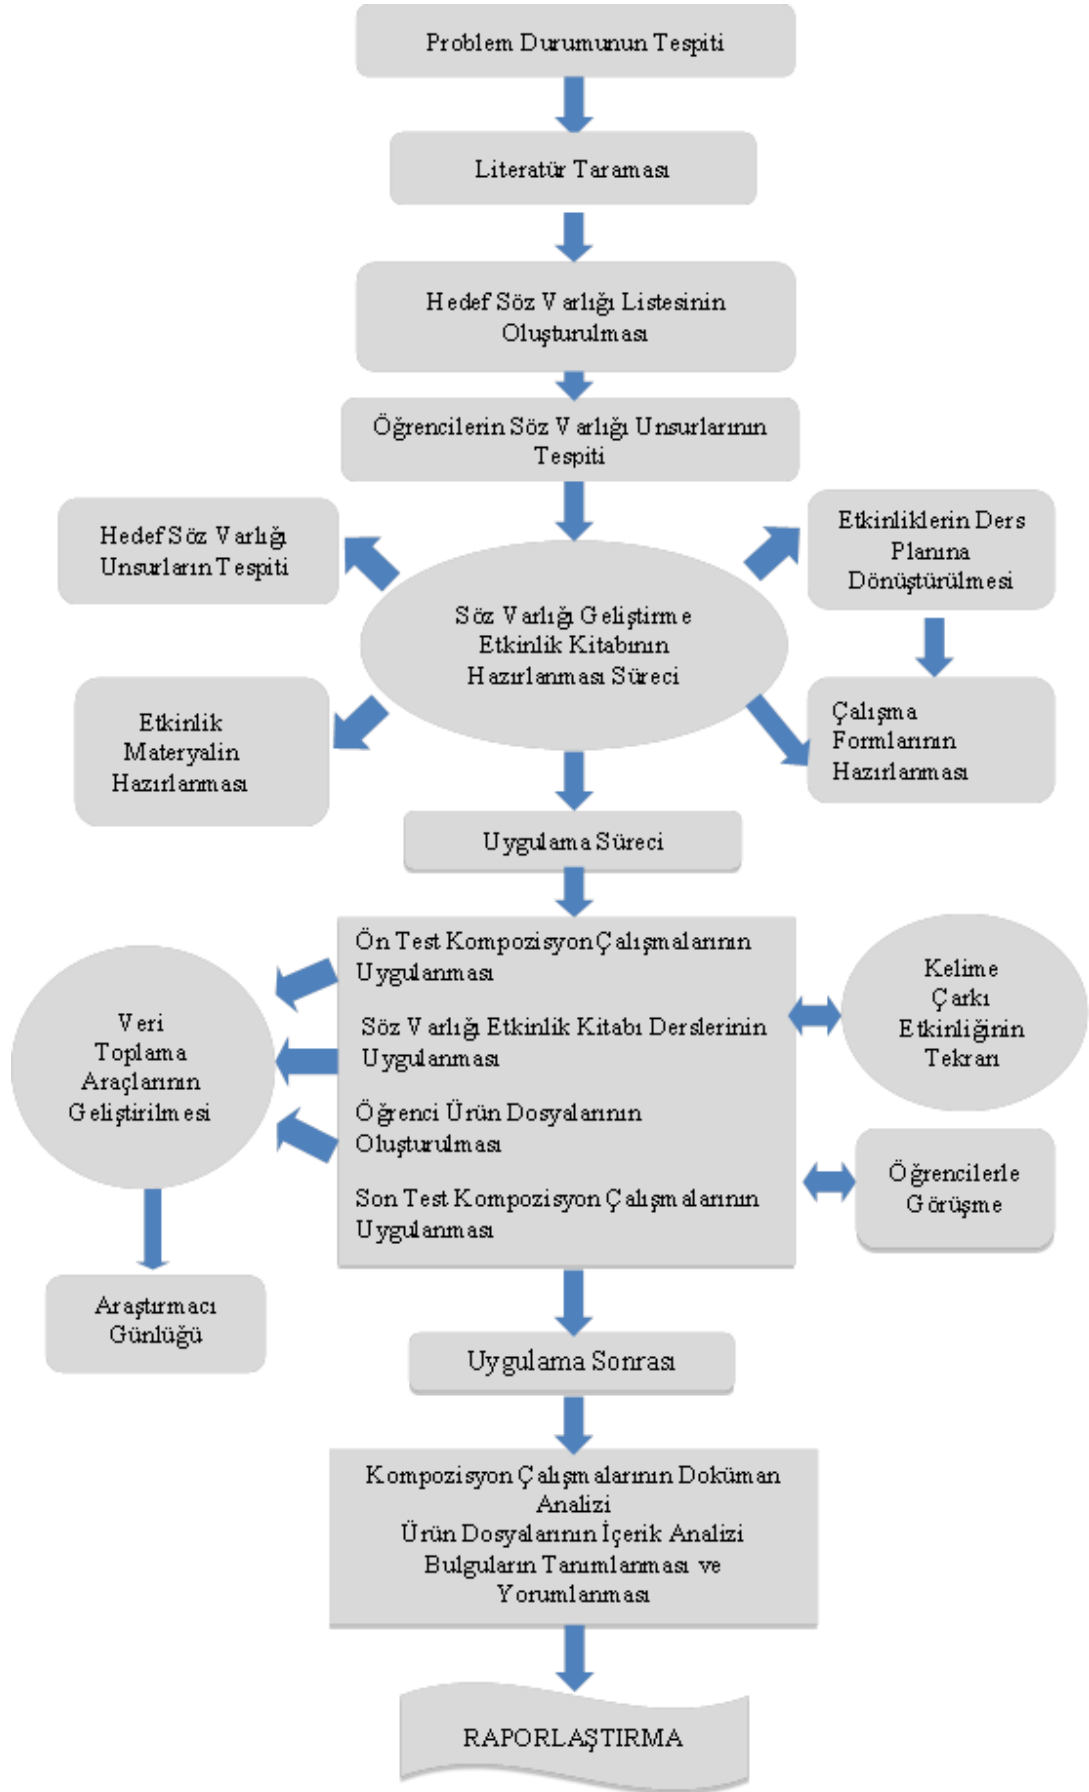 Problem Durumunun Tespiti
Literatür Taraması
Hedef Söz Varlığı Listesinin
Oluşturulması
Öğrencilerin Söz Varlığı Unsurlarının
Tespiti
Hedef Söz Varlığı
Unsurların Tespiti
Etkinliklerin Ders
Planına
Dönüştürülmesi
Söz Varlığı Geliştirme
Etkinlik Kitabının
Hazırlanması Süreci
Etkinlik
Materyalin
Hazırlanması
Çalışma
Formlarının
Hazırlanması
Uygulama Süreci
Ön Test Kompozisyon Çalışmalarının
Uygulanması
Söz Varlığı Etkinlik Kitabı Derslerinin
Uygulanması
Öğrenci Ürün Dosyalarının
Oluşturulması
Son Test Kompozisyon Çalışmalarının
Uygulanması
Veri
Toplama
Araçlarının
Geliştirilmesi
Kelime
Çarkı
Etkinliğinin
Tekrarı
Öğrencilerle
Görüşme
Araştırmacı
Günlüğü
Uygulama Sonrası
Kompozisyon Çalışmalarının Doküman
Analizi
Ürün Dosyalarının İçerik Analizi
Bulguların Tanımlanması ve
Yorumlanması
RAPORLAŞTIRMA